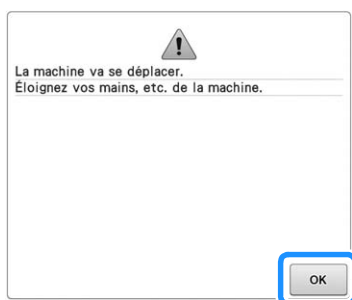 La machine va se déplacer.
Éloignez vos mains, etc. de la machine.
OK